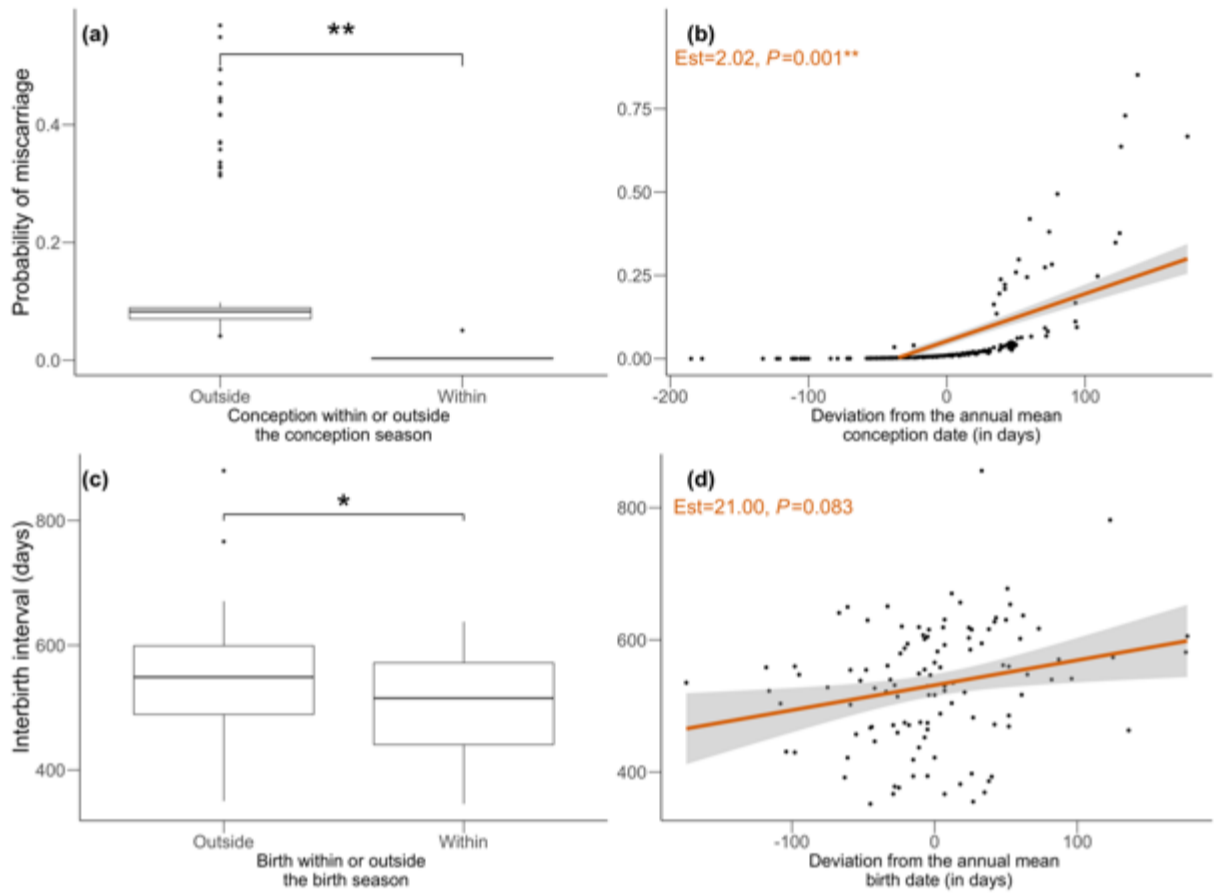 (a)
**
Probability of miscarriage
0.4
0.2
0.0
Outside
Within
Conception within or outside
the conception season
(b)
Est=2.02, P=0.001**
0.75
0.50
0.25
0.00
-200
-100
0
100
Deviation from the annual mean
conception date (in days)
(c)
*
Interbirth interval (days)
800
600
400
Outside
Within
Birth within or outside
the birth season
(d)
Est=21.00, P=0.083
800
600
400
-100
0
100
Deviation from the annual mean
birth date (in days)